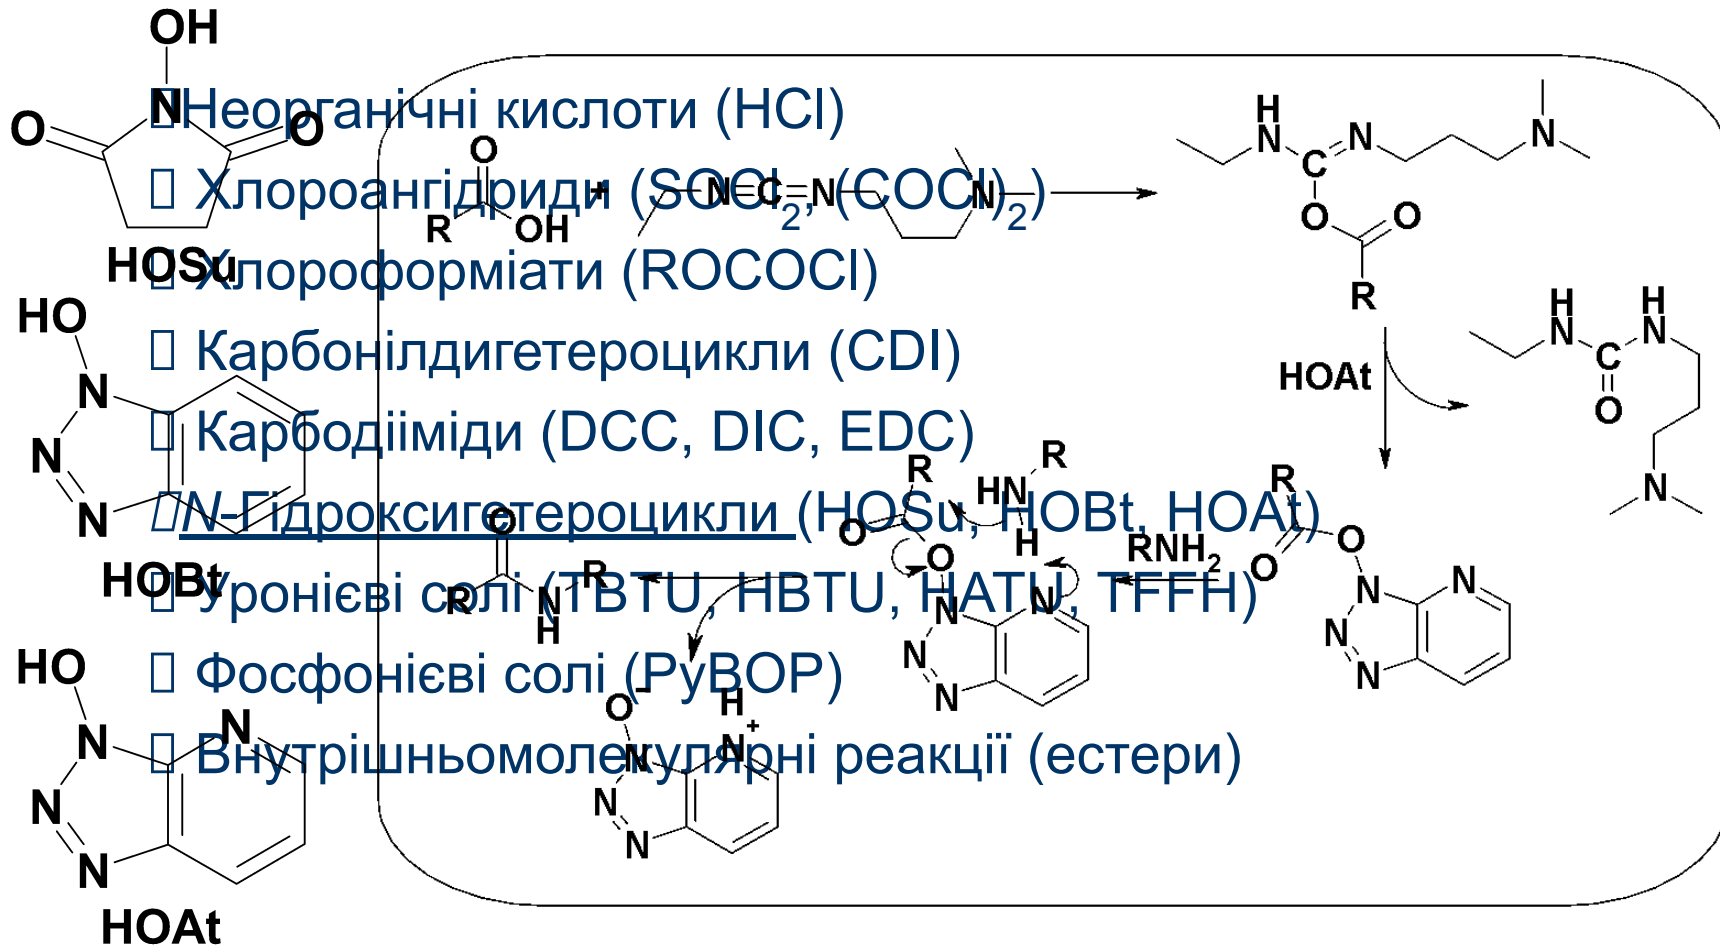 Неорганічні кислоти (HCl)
Хлороангідриди (SOCl2, (COCl)2)
Хлороформіати (ROCOCl)
Карбонілдигетероцикли (CDI)
Карбодііміди (DCC, DIC, EDC)
N-Гідроксигетероцикли (HOSu, HOBt, HOAt)
Уронієві солі (TBTU, HBTU, HATU, TFFH)
Фосфонієві солі (PyBOP)
Внутрішньомолекулярні реакції (естери)
OH
N
O
O
HOSu
HO
N
N
N
HOBt
HO
N
N
N
N
HOAt
O
R
OH
+
N=C=N
N
H
N
C
N
N
O
O
R
HOAt
H
N
H
N
C
O
N
R
O
O
N
N
N
N
RNH2
R
O
O
HN
R
H
N
N
N
N
O
R
N
H
R
O-
N
N
N
H
N+